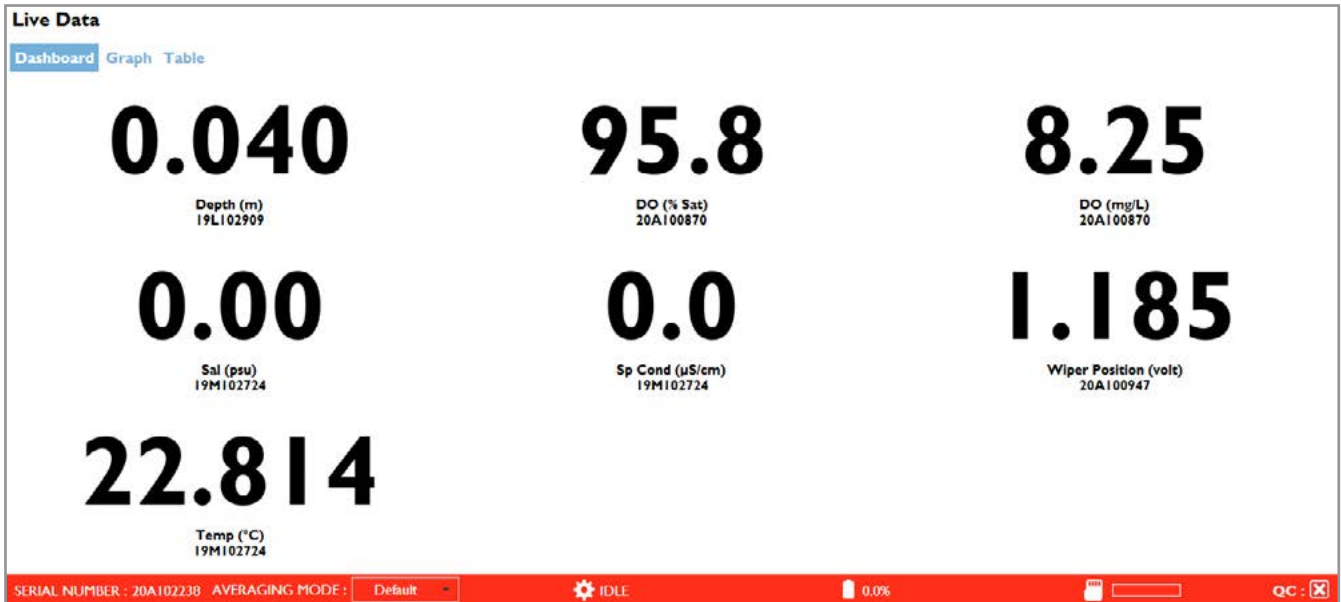 Live Data
Dashboard Graph Table
0.040 95.8 8.25
Depth (m) DO (% Sat) DO (mg/L)
19L102909 20A100870 20A100870
0.00 0.0 1.185
Sal (psu) Sp Cond (µS/cm) Wiper Position (volt)
19M102724 19M102724 20A100947
22.814
Temp (°C)
19M102724
SERIAL NUMBER : 20A102238 AVERAGING MODE : Default IDLE 0.0% QC :